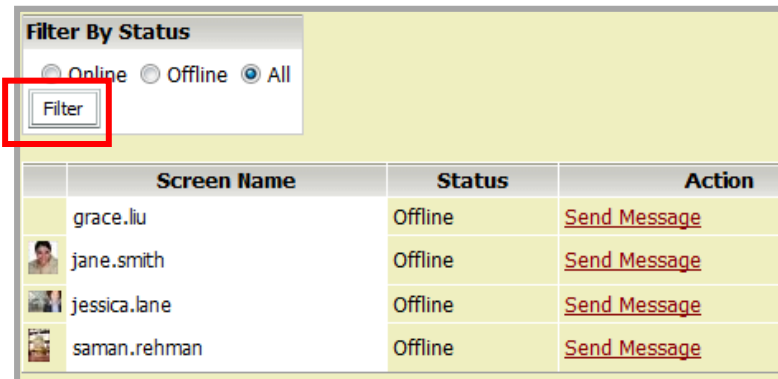 Filter By Status
Online Offline All
Filter
Screen Name Status Action
grace.liu Offline Send Message
jane.smith Offline Send Message
jessica.lane Offline Send Message
saman.rehman Offline Send Message